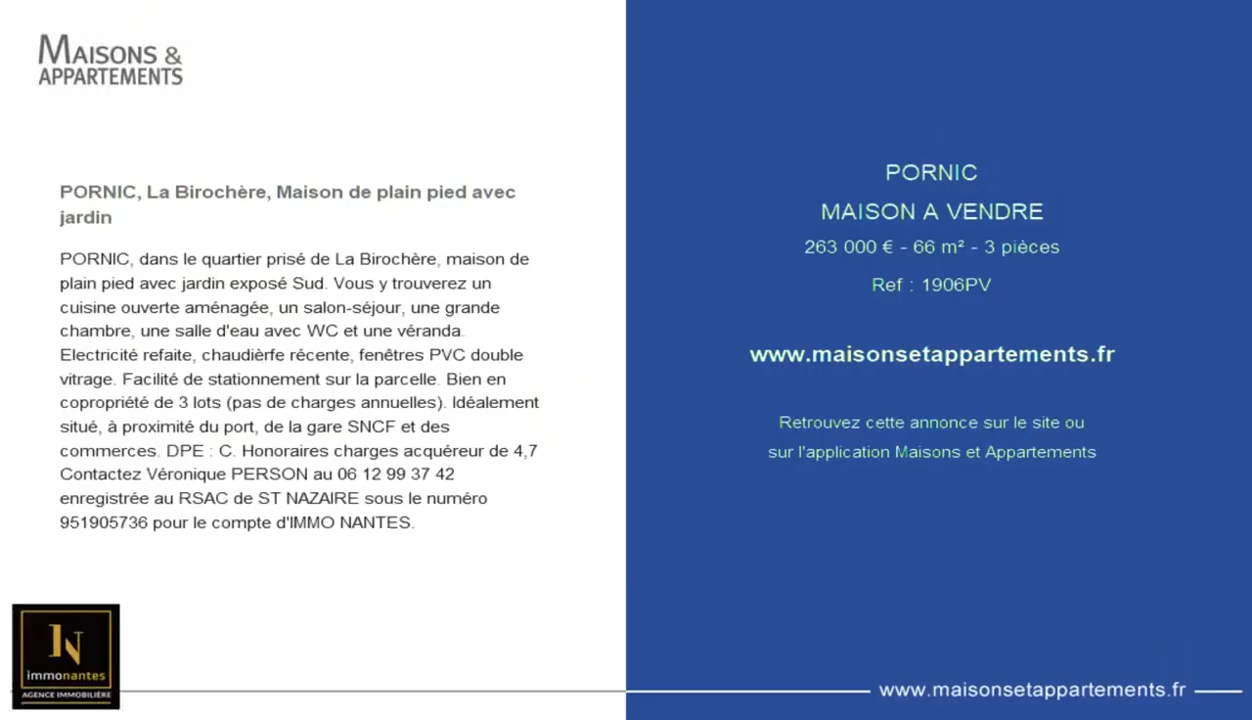 MAISONS &
APPARTEMENTS
PORNIC, La Birochère, Maison de plain pied avec
jardin
PORNIC, dans le quartier prisé de La Birochère, maison de
plain pied avec jardin exposé Sud. Vous y trouverez un
cuisine ouverte aménagée, un salon-séjour, une grande
chambre, une salle d'eau avec WC et une véranda.
Electricité refaite, chaudièrfe récente, fenêtres PVC double
vitrage. Facilité de stationnement sur la parcelle. Bien en
copropriété de 3 lots (pas de charges annuelles). Idéalement
situé, à proximité du port, de la gare SNCF et des
commerces. DPE : C. Honoraires charges acquéreur de 4,7
Contactez Véronique PERSON au 06 12 99 37 42
enregistrée au RSAC de ST NAZAIRE sous le numéro
951905736 pour le compte d'IMMO NANTES.
immonantes
AGENCE IMMOBILIÈRE
PORNIC
MAISON A VENDRE
263 000 € - 66 m² - 3 pièces
Ref : 1906PV
www.maisonsetappartements.fr
Retrouvez cette annonce sur le site ou
sur l'application Maisons et Appartements
www.maisonsetappartements.fr